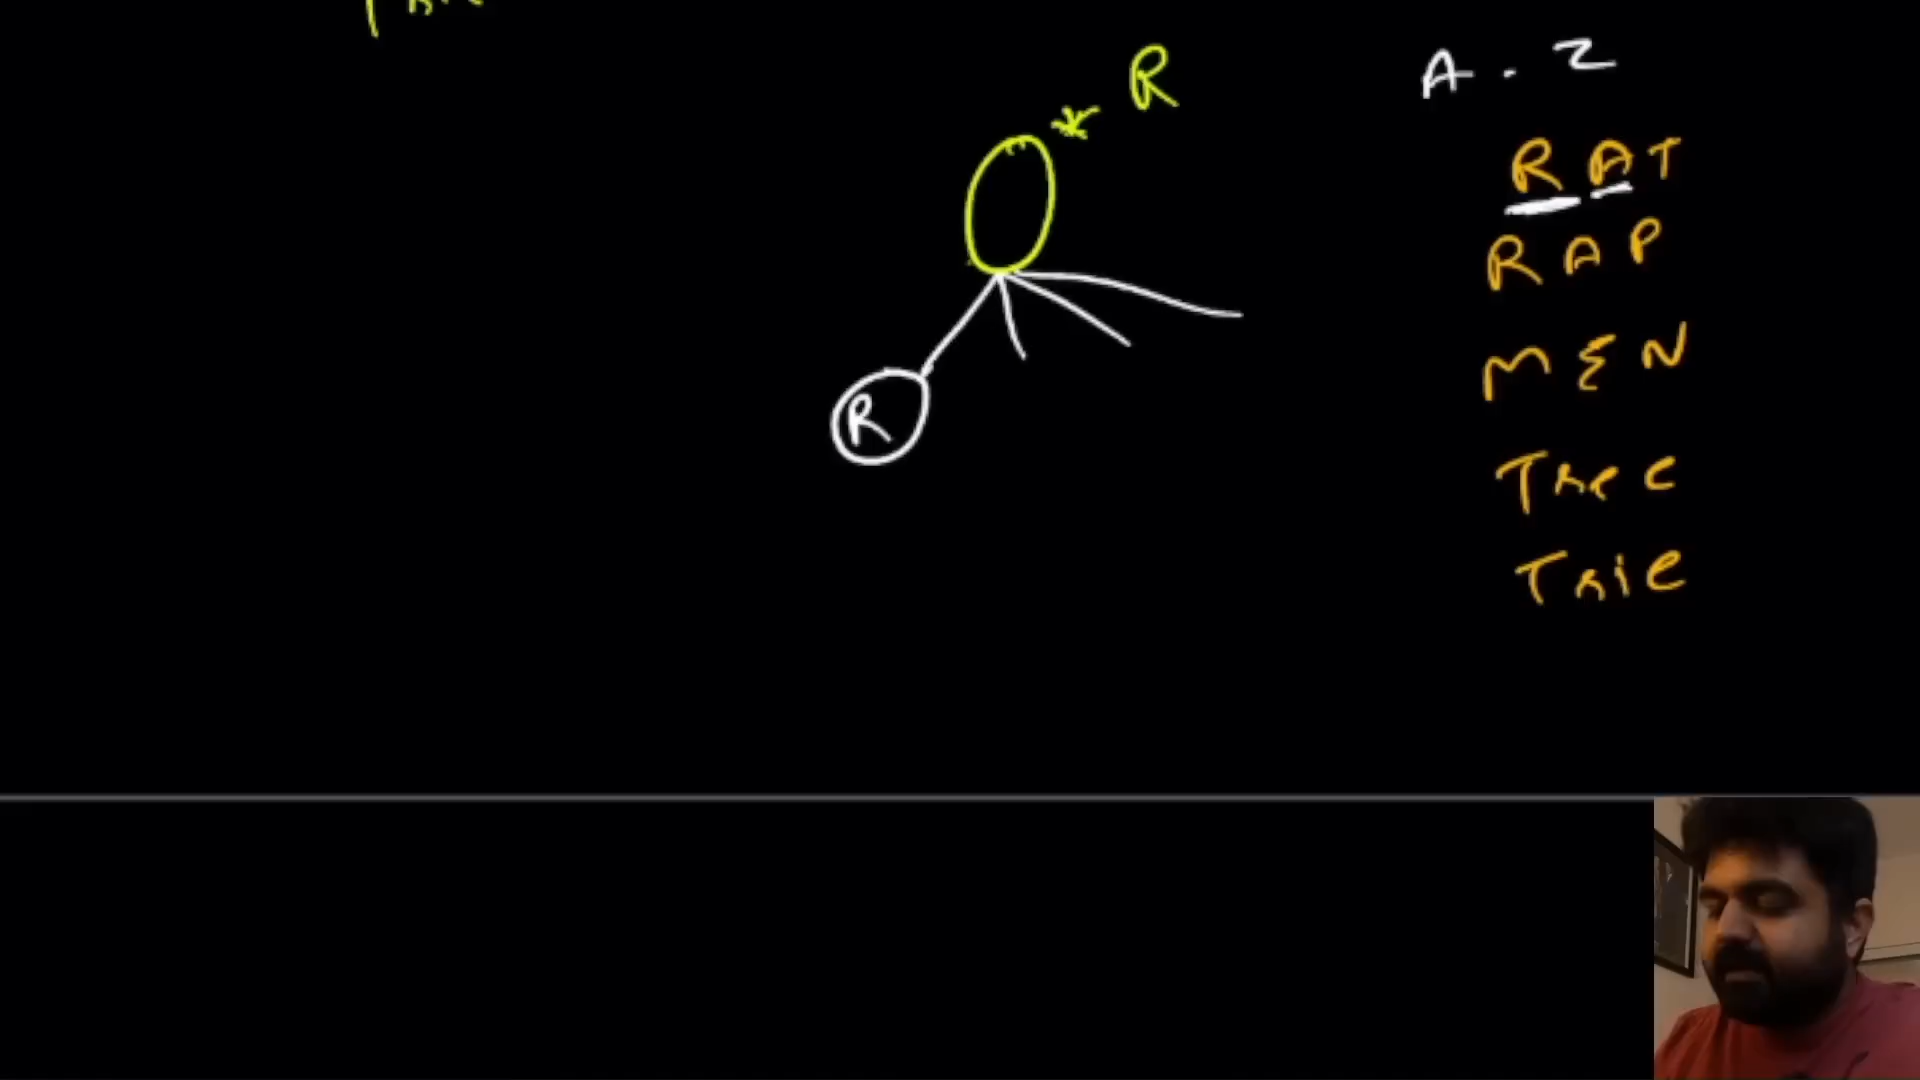 R
A - Z
RAT
RAP
MEN
R
Tree
Trie